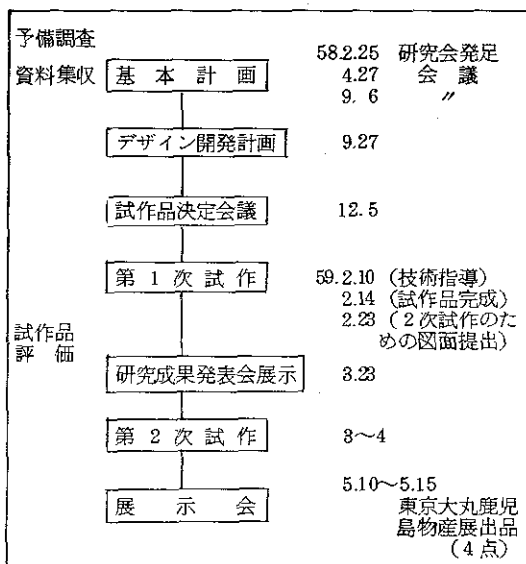 予備調査
58.2.25 研究会発足
資料集収 基本計画 4.27 会議
9.6 〃
デザイン開発計画 9.27
試作品決定会議 12.5
第1次試作 59.2.10 (技術指導)
2.14 (試作品完成)
2.23 (2次試作のた
めの図面提出)
試作品
評価
研究成果発表会展示 3.23
第2次試作 3~4
5.10~5.15
展示会 東京大丸鹿児
島物産展出品
(4点)